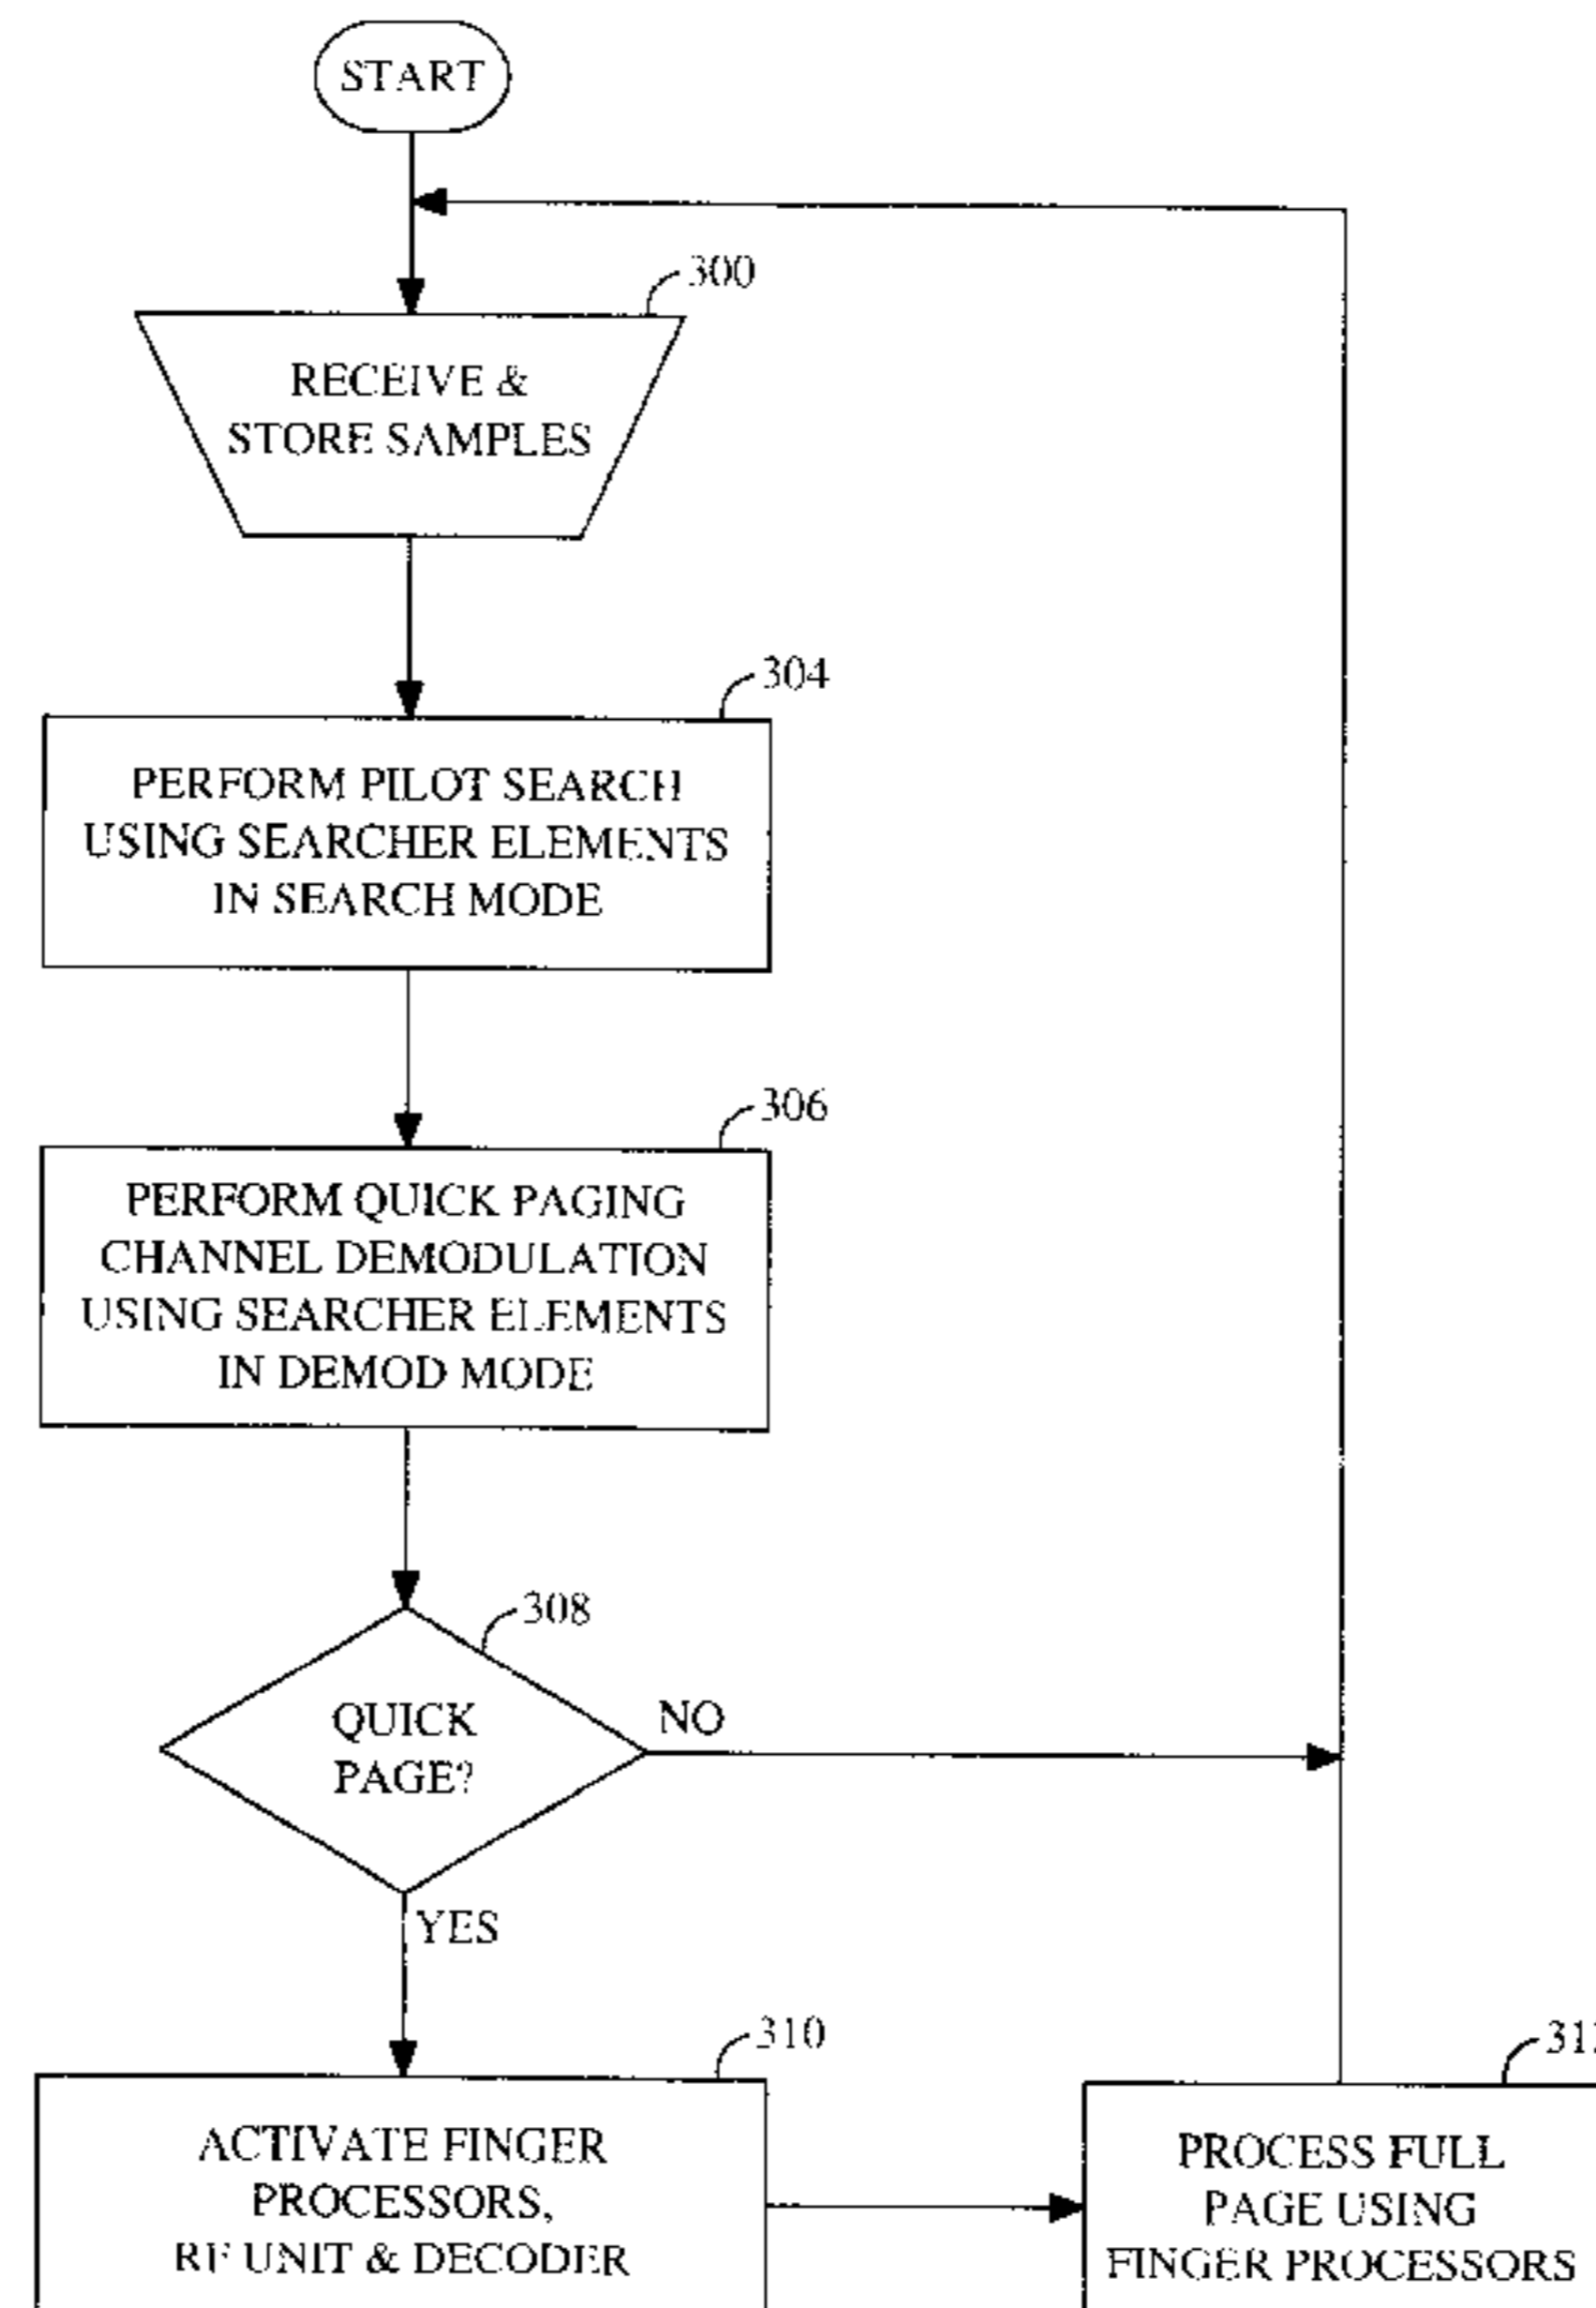 START
300
RECEIVE &
STORE SAMPLES
304
PERFORM PILOT SEARCH
USING SEARCHER ELEMENTS
IN SEARCH MODE
306
PERFORM QUICK PAGING
CHANNEL DEMODULATION
USING SEARCHER ELEMENTS
IN DEMOD MODE
308
QUICK
PAGE?
NO
YES
310
ACTIVATE FINGER
PROCESSORS,
RF UNIT & DECODER
PROCESS FULL
PAGE USING
FINGER PROCESSORS